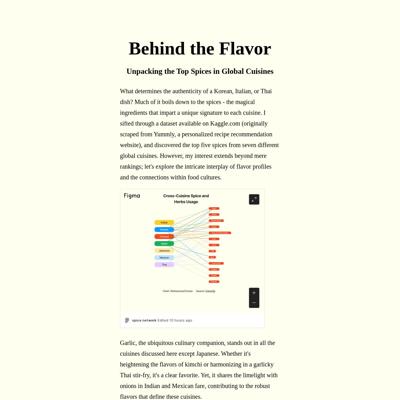 Behind the Flavor
Unpacking the Top Spices in Global Cuisines
What determines the authenticity of a Korean, Italian, or Thai
dish? Much of it boils down to the spices - the magical
ingredients that impart a unique signature to each cuisine. I
sifted through a dataset available on Kaggle.com (originally
scraped from Yummly, a personalized recipe recommendation
website), and discovered the top five spices from seven different
global cuisines. However, my interest extends beyond mere
rankings; let's explore the intricate interplay of flavor profiles
and the connections within food cultures.
Figma
Cross-Cuisine Spice and
Herbs Usage
spice network Edited 10 hours ago
Garlic, the ubiquitous culinary companion, stands out in all the
cuisines discussed here except Japanese. Whether it's
heightening the flavors of kimchi or harmonizing in a garlicky
Thai stir-fry, it's a clear favorite. Yet, it shares the limelight with
onions in Indian and Mexican fare, contributing to the robust
flavors that define these cuisines.